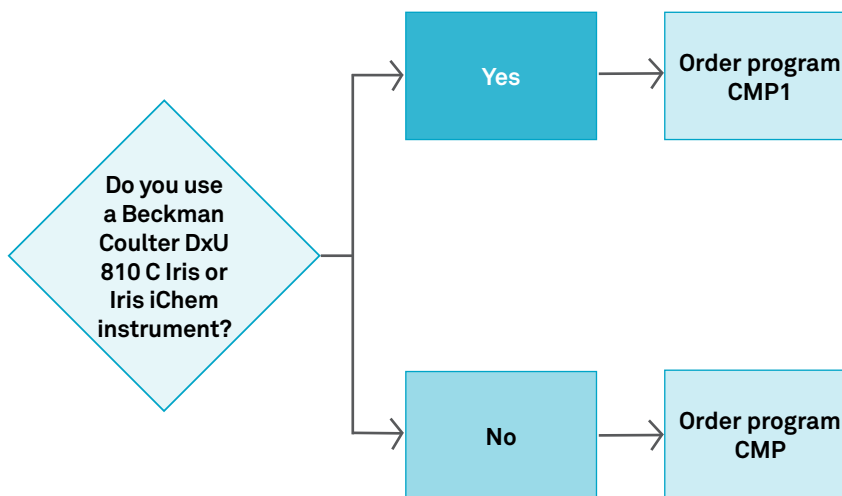 Do you use
a Beckman
Coulter DxU
810 C Iris or
Iris iChem
instrument?
Yes
Order program
CMP1
No
Order program
CMP